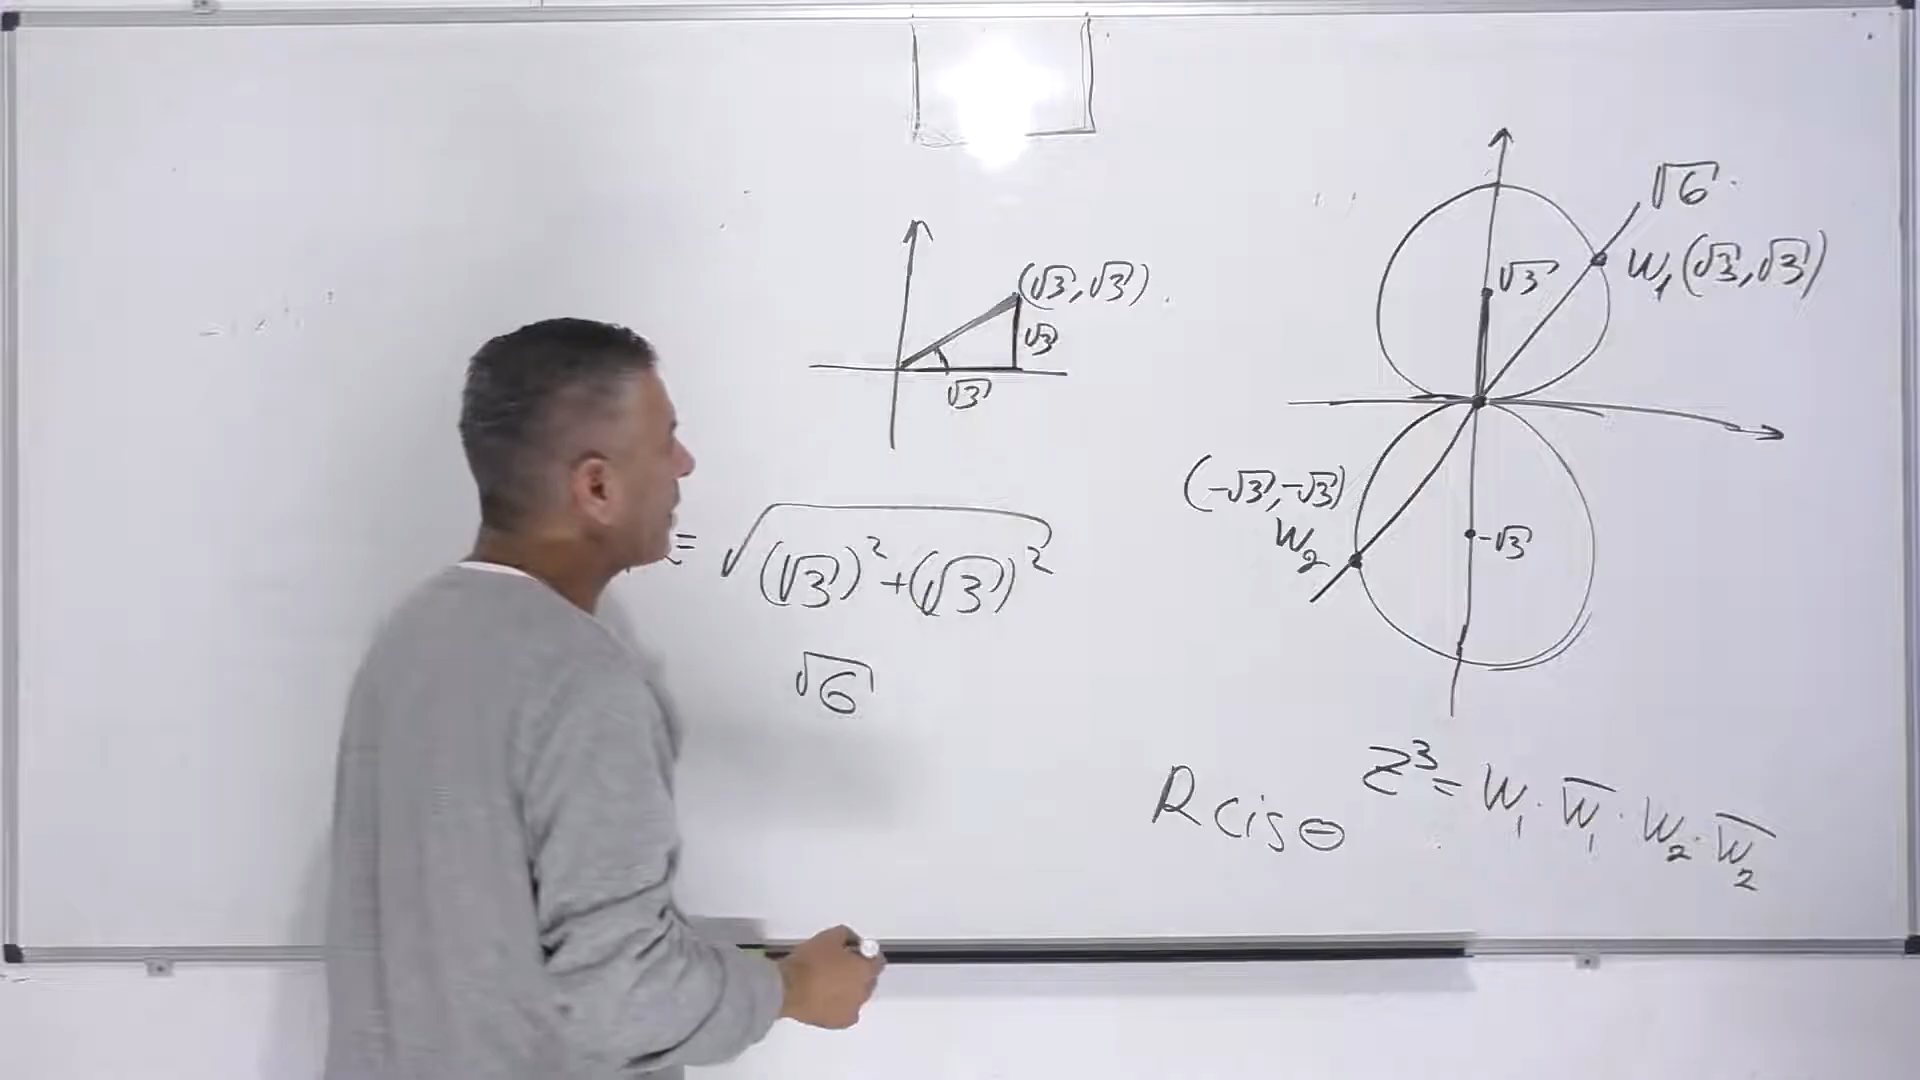 (√3, √3)
√3
√3
= √((√3)² + (√3)²)
√6
√6
W₁(√3, √3)
√3
(-√3, -√3)
W₂
-√3
R cis θ
Z³ = W₁ · W̅₁ · W₂ · W̅₂